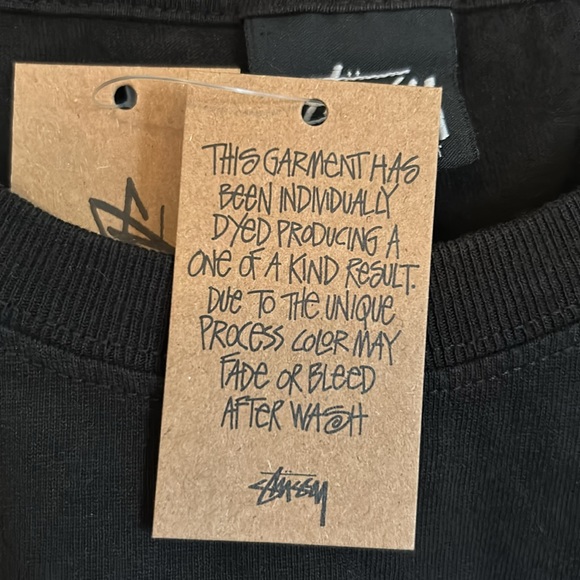 STÜSSY
THIS GARMENT HAS
BEEN INDIVIDUALLY
DYED PRODUCING A
ONE OF A KIND RESULT.
DUE TO THE UNIQUE
PROCESS COLOR MAY
FADE OR BLEED
AFTER WASH
STÜSSY